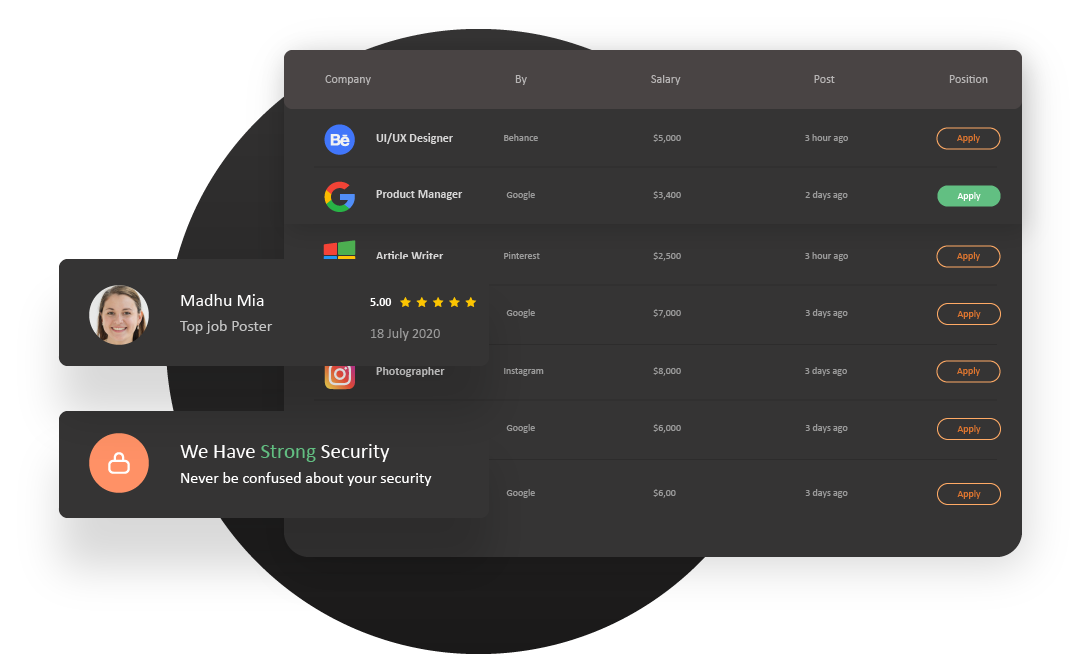 Company By Salary Post Position
Bē UI/UX Designer Behance $5,000 3 hour ago Apply
Product Manager Google $3,400 2 days ago Apply
Article Writer Pinterest $2,500 3 hour ago Apply
Madhu Mia 5.00
Top job Poster 18 July 2020
Google $7,000 3 days ago Apply
Photographer Instagram $8,000 3 days ago Apply
Google $6,000 3 days ago Apply
We Have Strong Security
Never be confused about your security
Google $6,00 3 days ago Apply